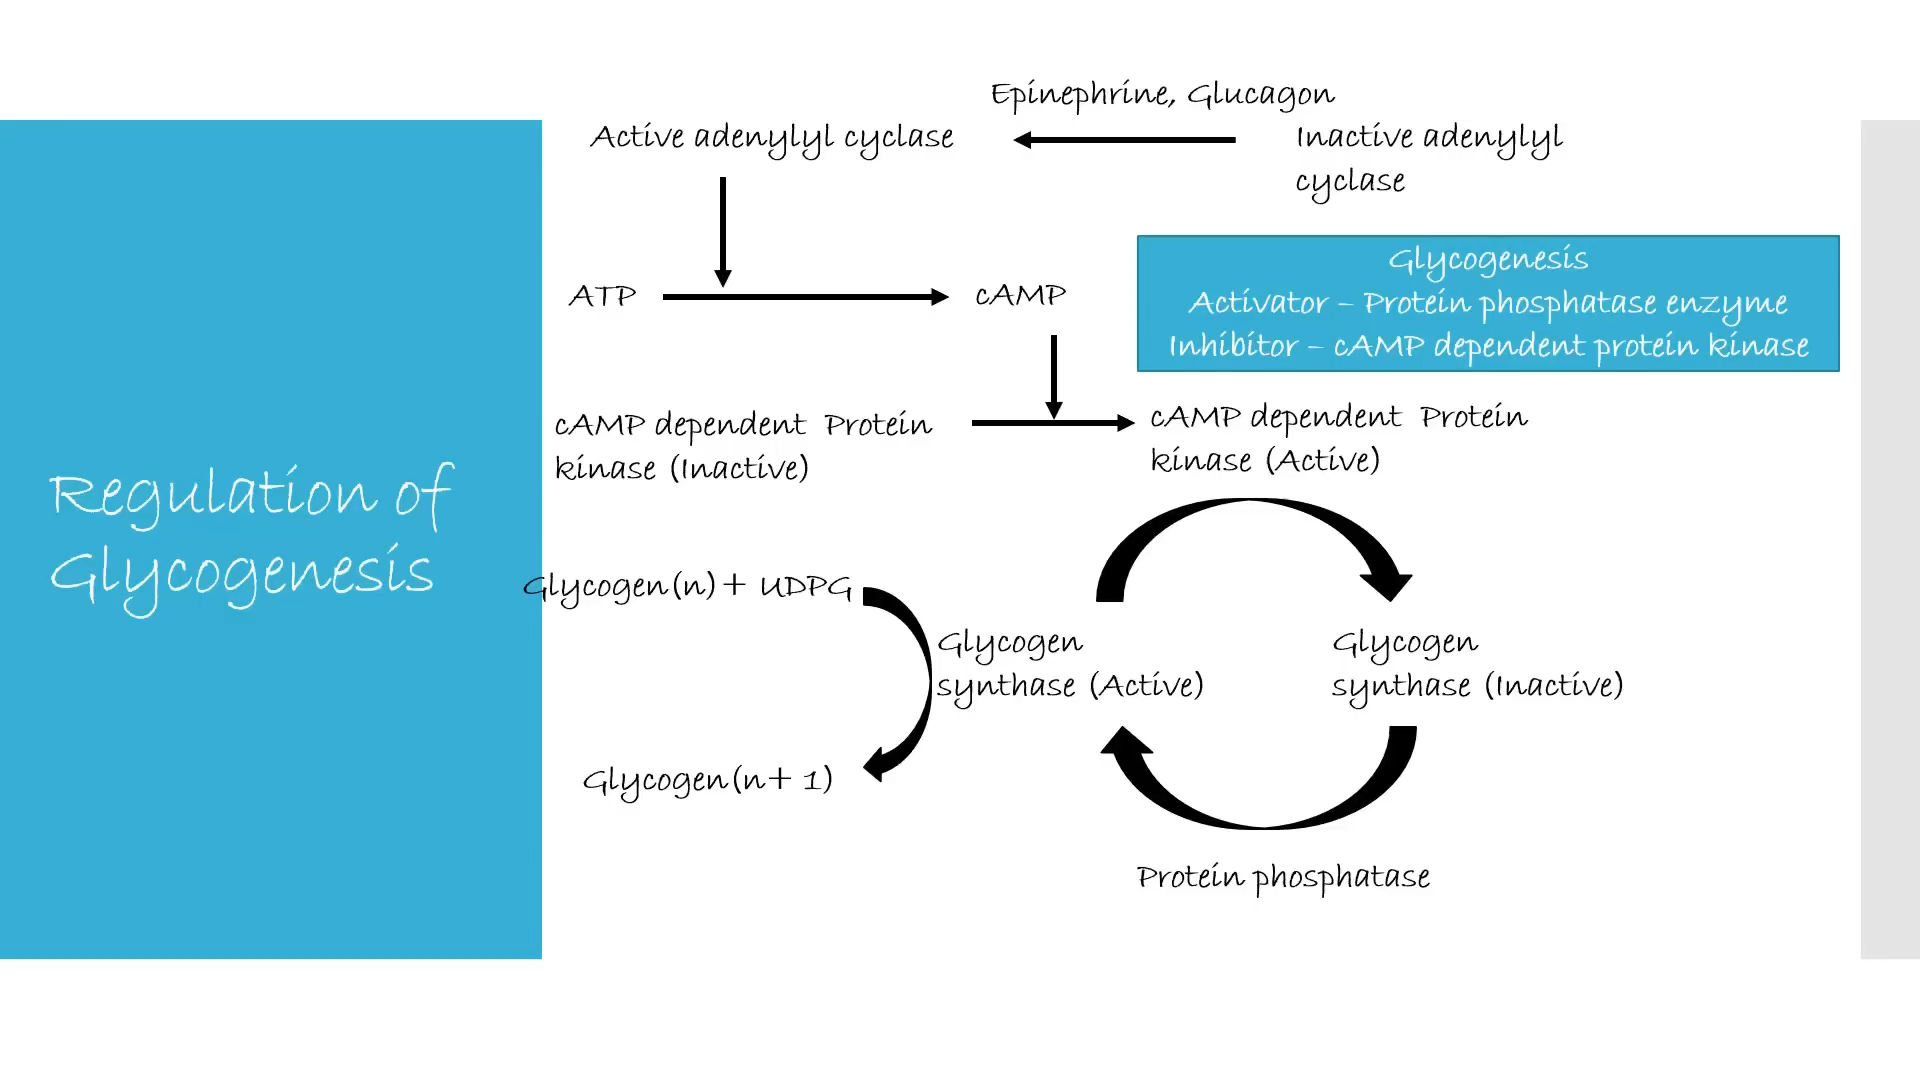 Regulation of
Glycogenesis
Epinephrine, Glucagon
Active adenylyl cyclase
Inactive adenylyl
cyclase
ATP
cAMP
Glycogenesis
Activator – Protein phosphatase enzyme
Inhibitor – cAMP dependent protein kinase
cAMP dependent Protein
kinase (Inactive)
cAMP dependent Protein
kinase (Active)
Glycogen(n)+ UDPG
Glycogen
synthase (Active)
Glycogen
synthase (Inactive)
Glycogen(n+ 1)
Protein phosphatase